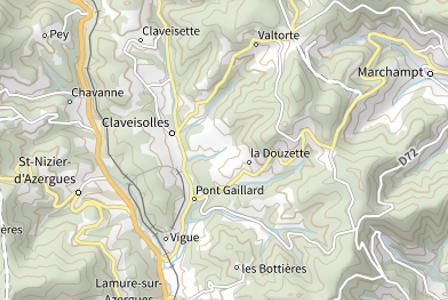 Pey
Claveisette
Valtorte
Marchampt
Chavanne
Claveisolles
la Douzette
D72
St-Nizier-
d'Azergues
Pont Gaillard
ères
Vigue
les Bottières
Lamure-sur-
Azergues